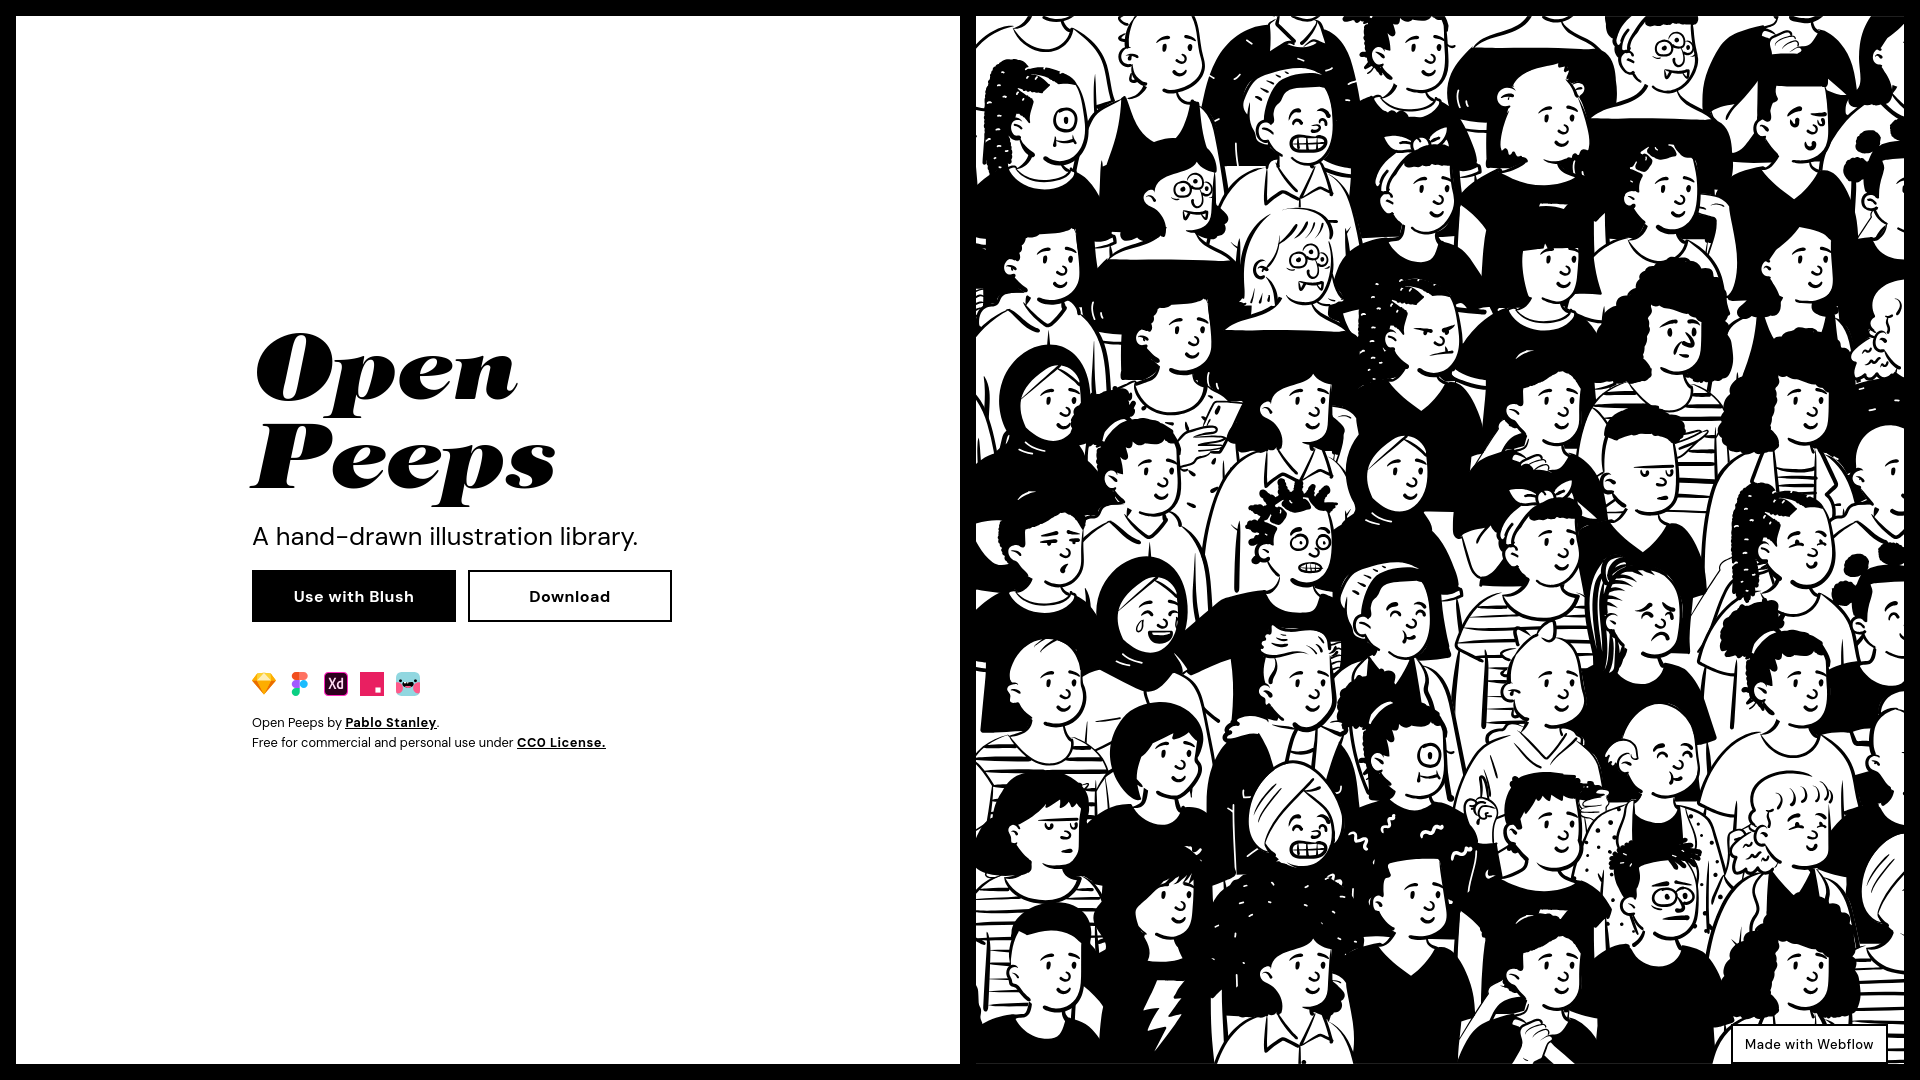 Open
Peeps
A hand-drawn illustration library.
Use with Blush
Download
Xd
Open Peeps by Pablo Stanley.
Free for commercial and personal use under CC0 License.
Made with Webflow